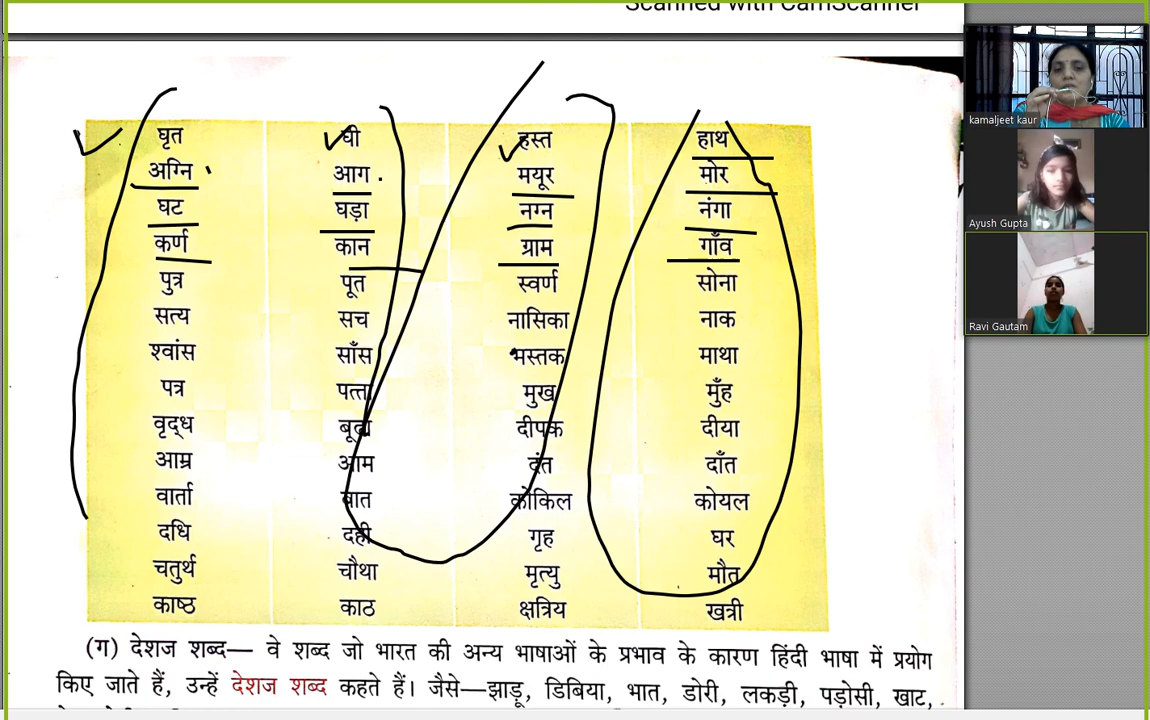 Scanned with CamScanner
घृत घी हस्त हाथ
अग्नि आग मयूर मोर
घट घड़ा नग्न नंगा
कर्ण कान ग्राम गाँव
पुत्र पूत स्वर्ण सोना
सत्य सच नासिका नाक
श्वांस साँस मस्तक माथा
पत्र पत्ता मुख मुँह
वृद्ध बूढ़ा दीपक दीया
आम्र आम दंत दाँत
वार्ता बात कोकिल कोयल
दधि दही गृह घर
चतुर्थ चौथा मृत्यु मौत
काष्ठ काठ क्षत्रिय खत्री
(ग) देशज शब्द— वे शब्द जो भारत की अन्य भाषाओं के प्रभाव के कारण हिंदी भाषा में प्रयोग
किए जाते हैं, उन्हें देशज शब्द कहते हैं। जैसे—झाड़ू, डिबिया, भात, डोरी, लकड़ी, पड़ोसी, खाट,
kamaljeet kaur
Ayush Gupta
Ravi Gautam